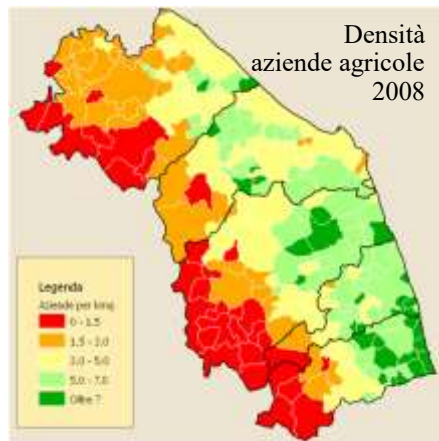 Densità
aziende agricole
2008
Legenda
Aziende per kmq
0 - 1.5
1.5 - 3.0
3.0 - 5.0
5.0 - 7.0
Oltre 7